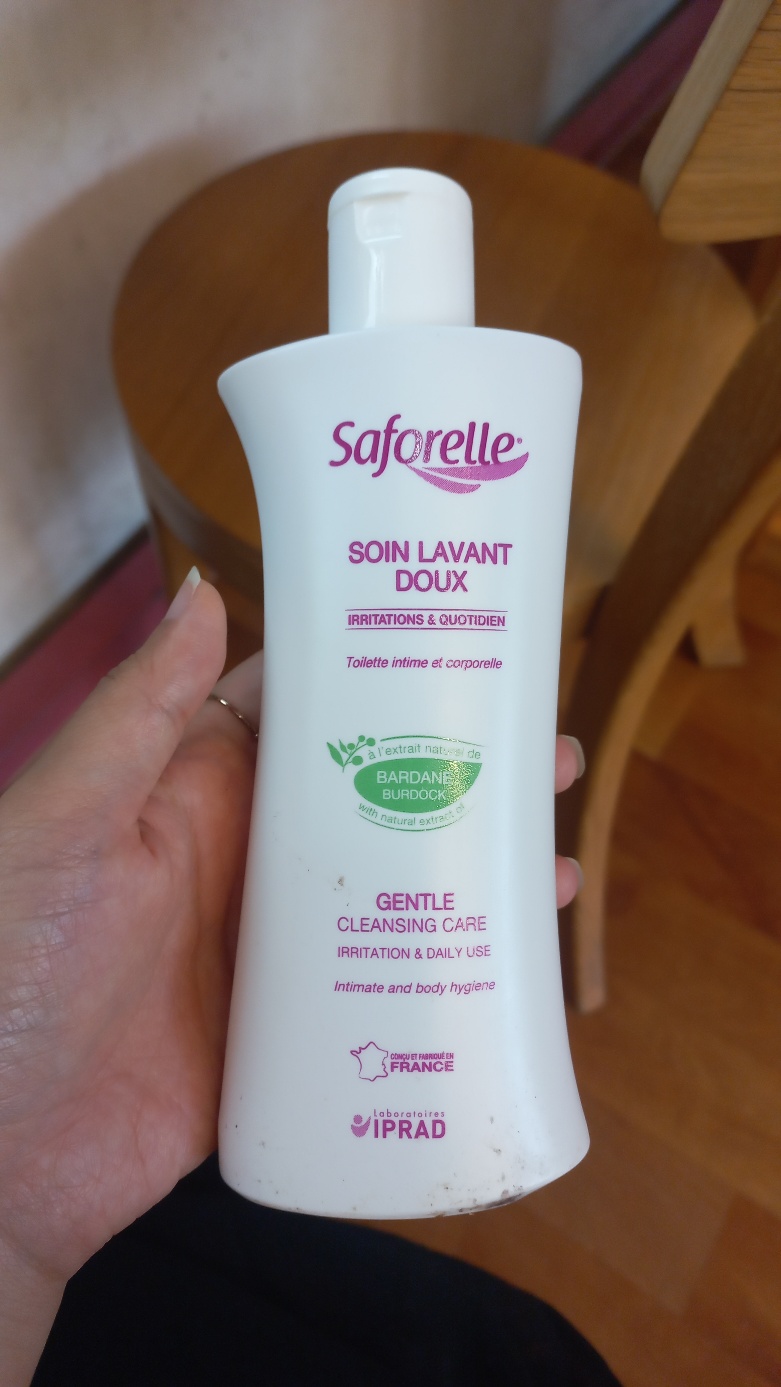 Saforelle®
SOIN LAVANT
DOUX
IRRITATIONS & QUOTIDIEN
Toilette intime et corporelle
à l'extrait naturel de
BARDANE
BURDOCK
with natural extract of
GENTLE
CLEANSING CARE
IRRITATION & DAILY USE
Intimate and body hygiene
CONÇU ET FABRIQUÉ EN
FRANCE
Laboratoires
IPRAD